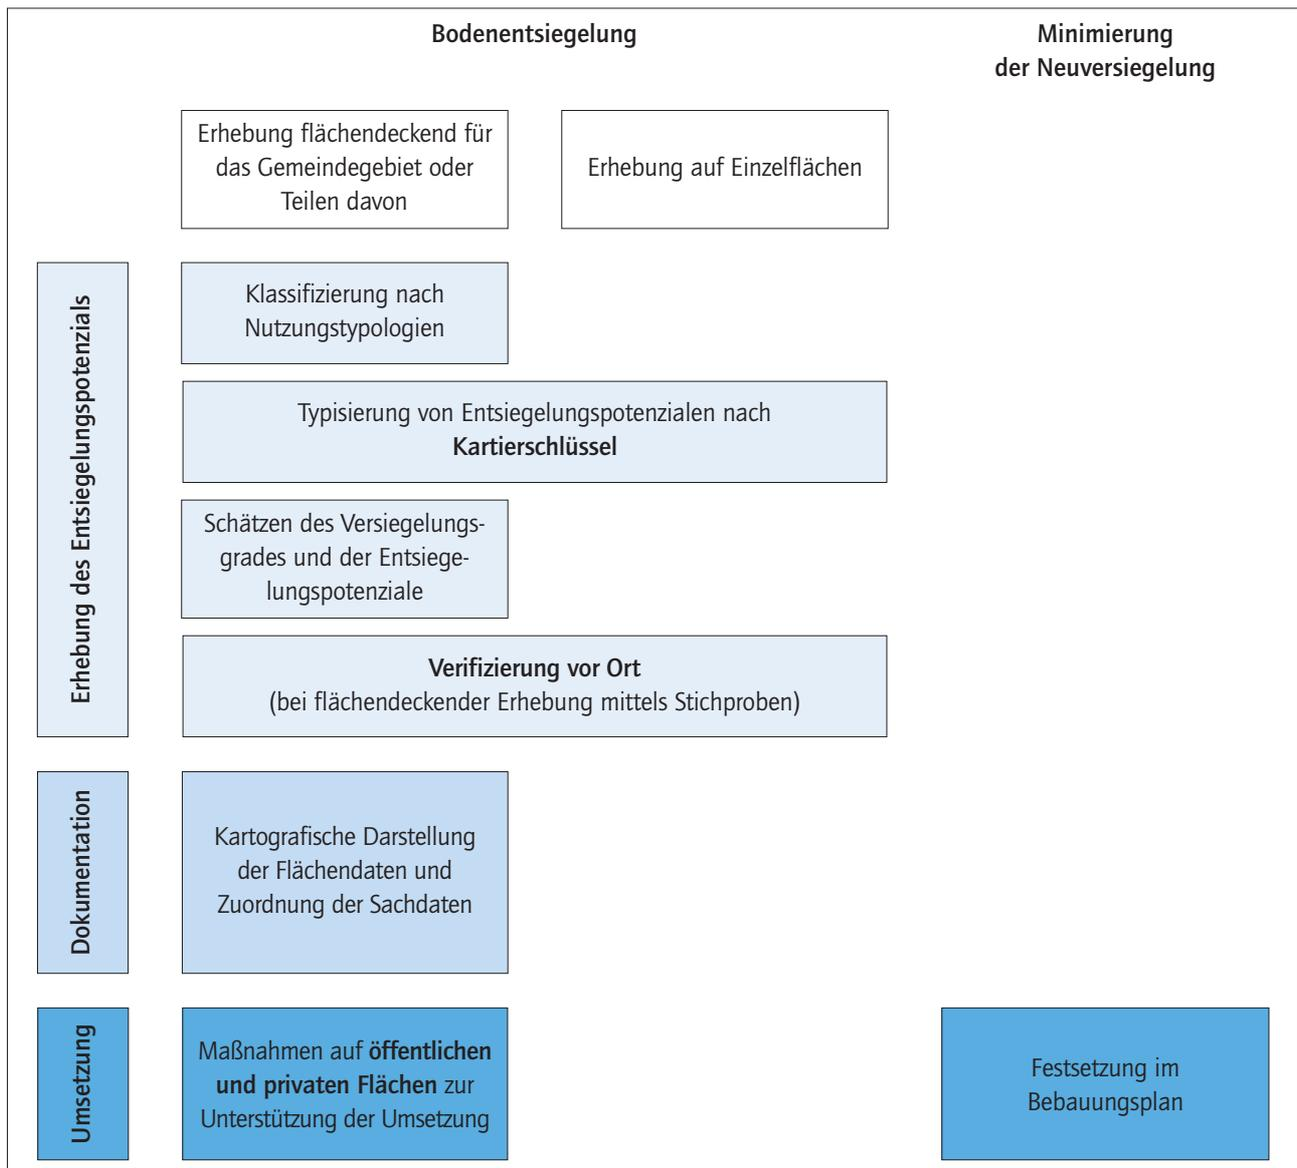 Bodenentsiegelung
Minimierung
der Neuversiegelung
Erhebung flächendeckend für
das Gemeindegebiet oder
Teilen davon
Erhebung auf Einzelflächen
Erhebung des Entsiegelungspotenzials
Klassifizierung nach
Nutzungstypologien
Typisierung von Entsiegelungspotenzialen nach
Kartierschlüssel
Schätzen des Versiegelungs-
grades und der Entsiege-
lungspotenziale
Verifizierung vor Ort
(bei flächendeckender Erhebung mittels Stichproben)
Dokumentation
Kartografische Darstellung
der Flächendaten und
Zuordnung der Sachdaten
Umsetzung
Maßnahmen auf öffentlichen
und privaten Flächen zur
Unterstützung der Umsetzung
Festsetzung im
Bebauungsplan